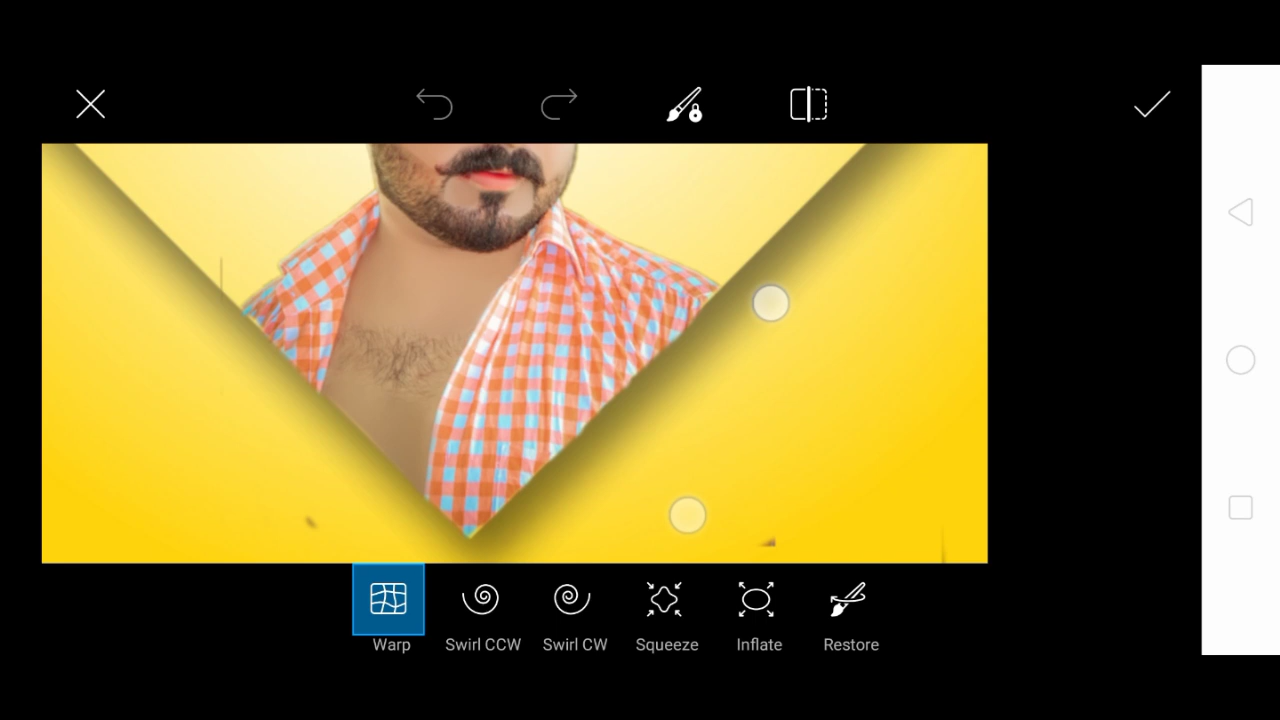 Warp
Swirl CCW
Swirl CW
Squeeze
Inflate
Restore